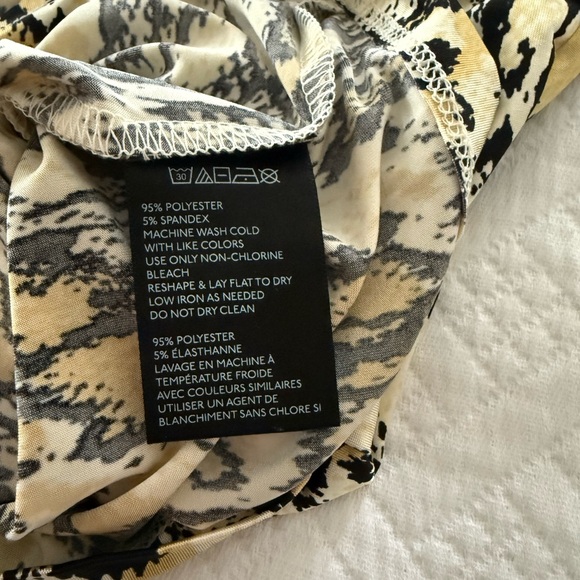 30
95% POLYESTER
5% SPANDEX
MACHINE WASH COLD
WITH LIKE COLORS
USE ONLY NON-CHLORINE
BLEACH
RESHAPE & LAY FLAT TO DRY
LOW IRON AS NEEDED
DO NOT DRY CLEAN
95% POLYESTER
5% ÉLASTHANNE
LAVAGE EN MACHINE À
TEMPÉRATURE FROIDE
AVEC COULEURS SIMILAIRES
UTILISER UN AGENT DE
BLANCHIMENT SANS CHLORE SI